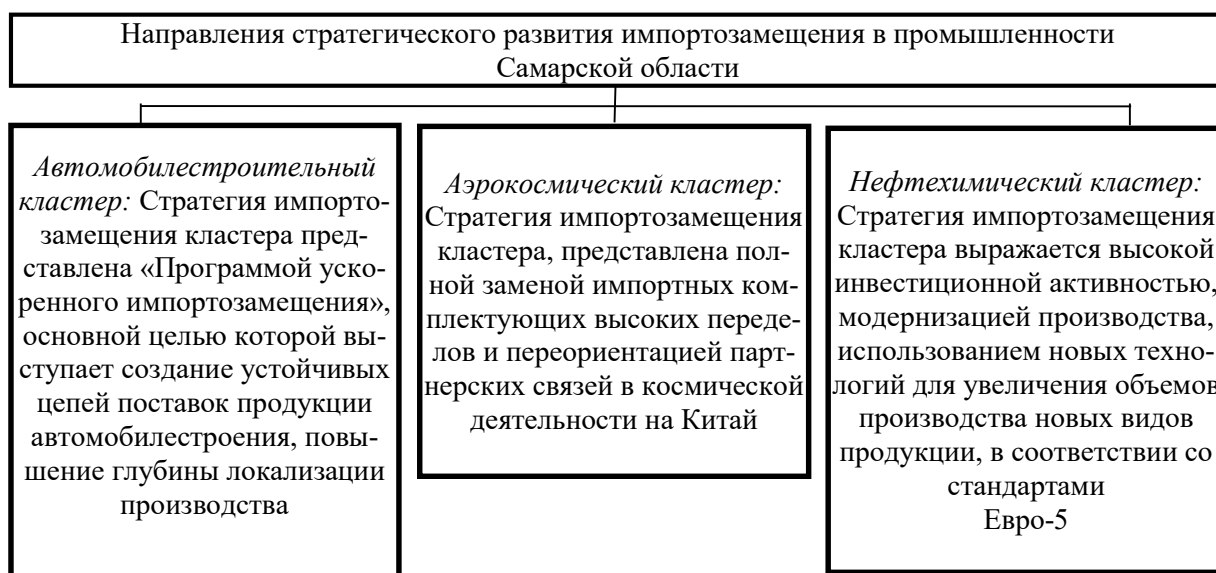 Направления стратегического развития импортозамещения в промышленности
Самарской области
Автомобилестроительный
кластер: Стратегия импорто-
замещения кластера пред-
ставлена «Программой уско-
ренного импортозамещения»,
основной целью которой вы-
ступает создание устойчивых
цепей поставок продукции
автомобилестроения, повы-
шение глубины локализации
производства
Аэрокосмический кластер:
Стратегия импортозамещения
кластера, представлена пол-
ной заменой импортных ком-
плектующих высоких переде-
лов и переориентацией парт-
нерских связей в космической
деятельности на Китай
Нефтехимический кластер:
Стратегия импортозамещения
кластера выражается высокой
инвестиционной активностью,
модернизацией производства,
использованием новых техно-
логий для увеличения объемов
производства новых видов
продукции, в соответствии со
стандартами
Евро-5